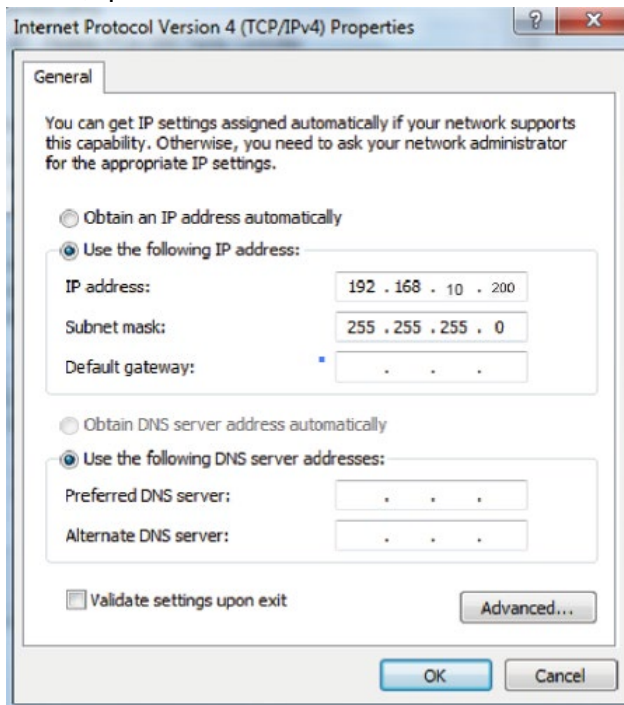 Internet Protocol Version 4 (TCP/IPv4) Properties
General
You can get IP settings assigned automatically if your network supports
this capability. Otherwise, you need to ask your network administrator
for the appropriate IP settings.
Obtain an IP address automatically
Use the following IP address:
IP address: 192 . 168 . 10 . 200
Subnet mask: 255 . 255 . 255 . 0
Default gateway: . . .
Obtain DNS server address automatically
Use the following DNS server addresses:
Preferred DNS server: . . .
Alternate DNS server: . . .
Validate settings upon exit
Advanced...
OK Cancel